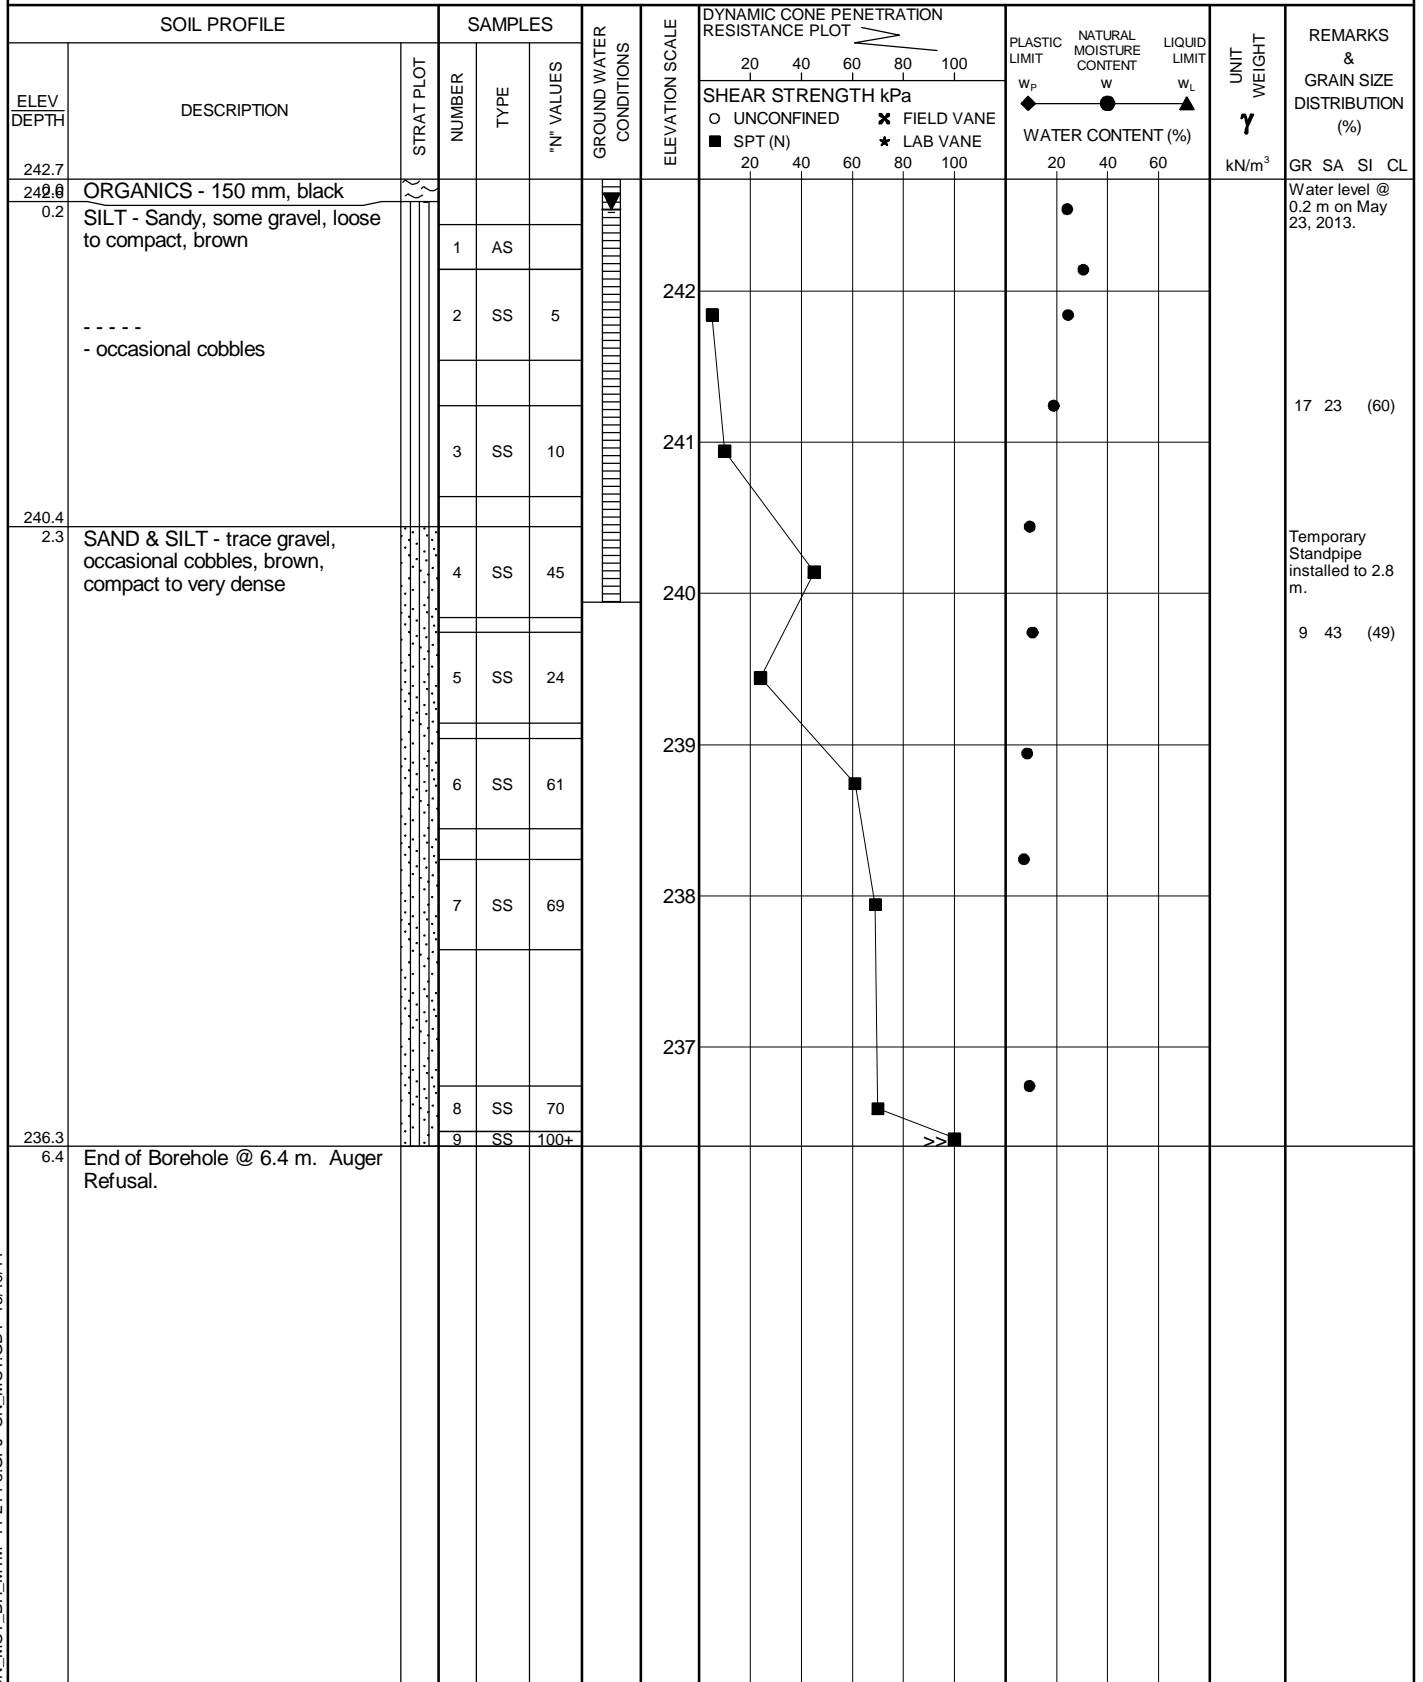 SOIL PROFILE
SAMPLES
GROUND WATER
CONDITIONS
ELEVATION SCALE
DYNAMIC CONE PENETRATION
RESISTANCE PLOT
20 40 60 80 100
SHEAR STRENGTH kPa
○ UNCONFINED ✖ FIELD VANE
■ SPT (N) ★ LAB VANE
20 40 60 80 100
PLASTIC
LIMIT
NATURAL
MOISTURE
CONTENT
LIQUID
LIMIT
WP W WL
WATER CONTENT (%)
20 40 60
UNIT
WEIGHT
γ
kN/m3
REMARKS
&
GRAIN SIZE
DISTRIBUTION
(%)
GR SA SI CL
ELEV
DEPTH
DESCRIPTION
STRAT PLOT
NUMBER
TYPE
"N" VALUES
242.7
0.0
242.6
ORGANICS - 150 mm, black
0.2
SILT - Sandy, some gravel, loose
to compact, brown
Water level @
0.2 m on May
23, 2013.
1 AS
242
2 SS 5
- - - - -
- occasional cobbles
17 23 (60)
241
3 SS 10
240.4
2.3
SAND & SILT - trace gravel,
occasional cobbles, brown,
compact to very dense
Temporary
Standpipe
installed to 2.8
m.
4 SS 45
240
9 43 (49)
5 SS 24
239
6 SS 61
238
7 SS 69
237
8 SS 70
9 SS 100+
>>
236.3
6.4
End of Borehole @ 6.4 m. Auger
Refusal.